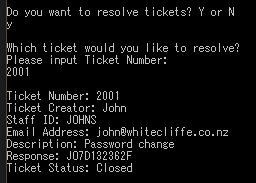 Do you want to resolve tickets? Y or N
y
Which ticket would you like to resolve?
Please input Ticket Number:
2001
Ticket Number: 2001
Ticket Creator: John
Staff ID: JOHNS
Email Address: john@whitecliffe.co.nz
Description: Password change
Response: JO7D132362F
Ticket Status: Closed